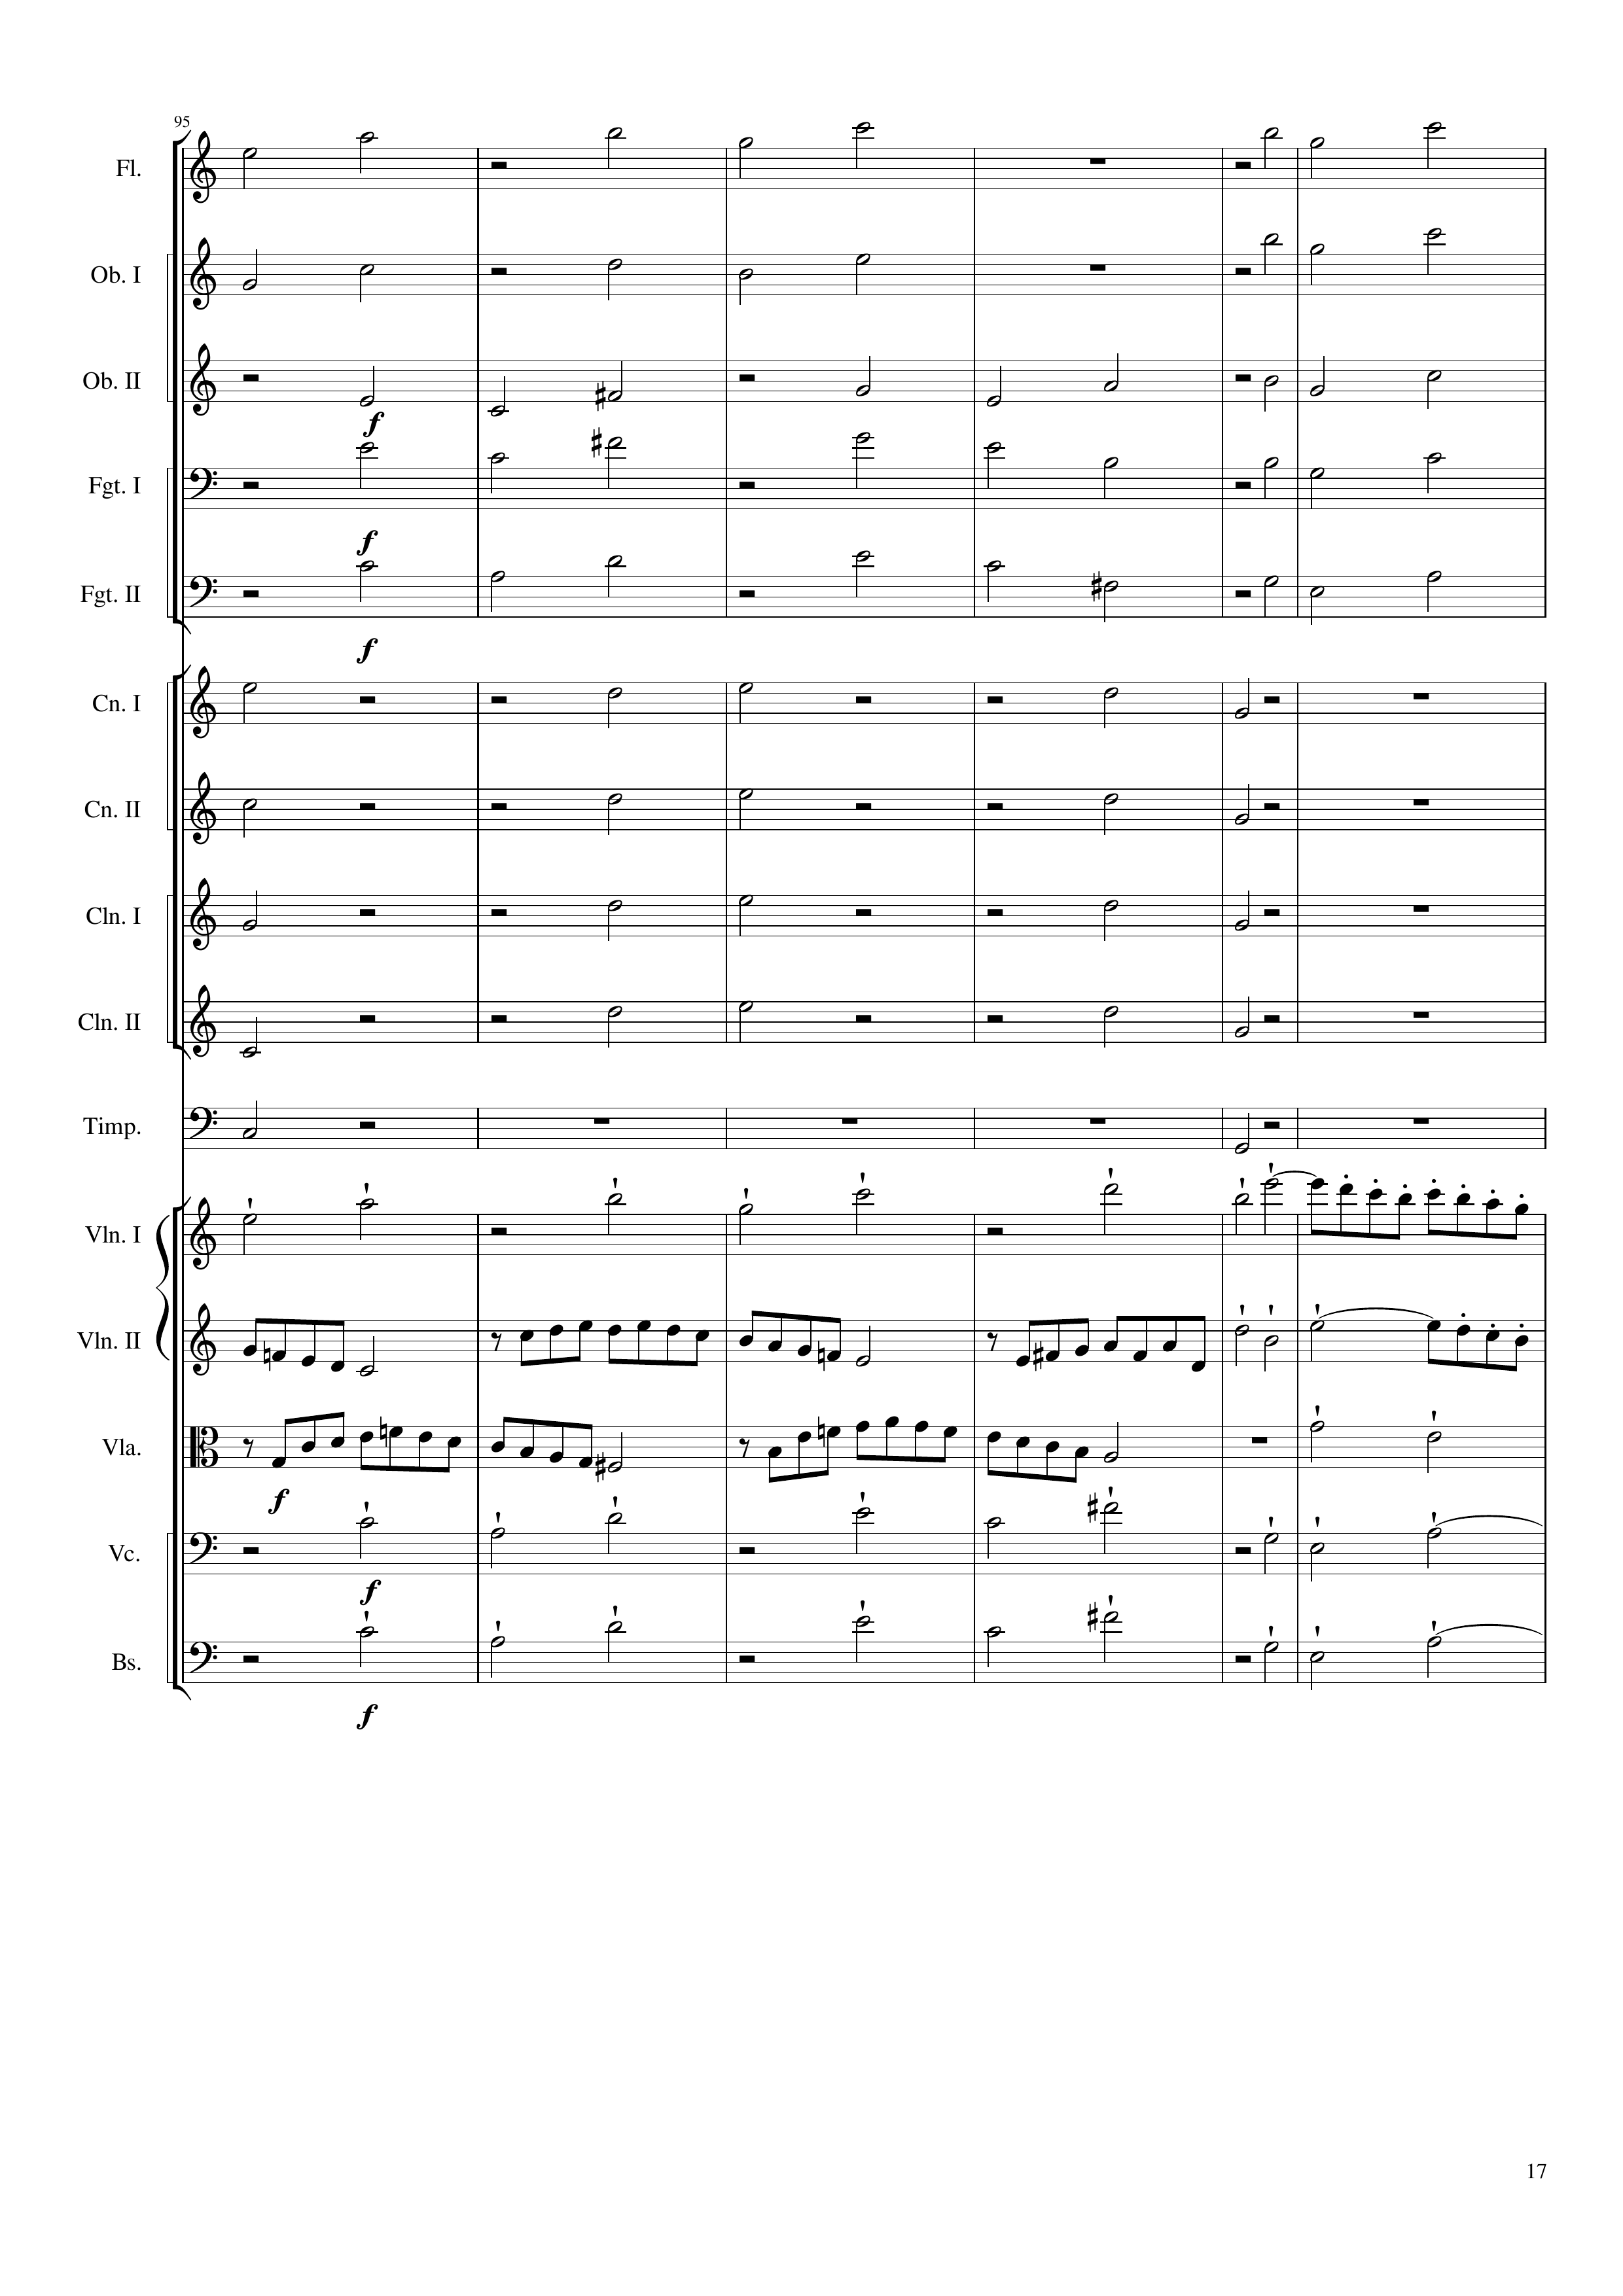 95
Fl.
Ob. I
Ob. II
f
Fgt. I
f
Fgt. II
f
Cn. I
Cn. II
Cln. I
Cln. II
Timp.
Vln. I
Vln. II
Vla.
f
Vc.
f
Bs.
f
17